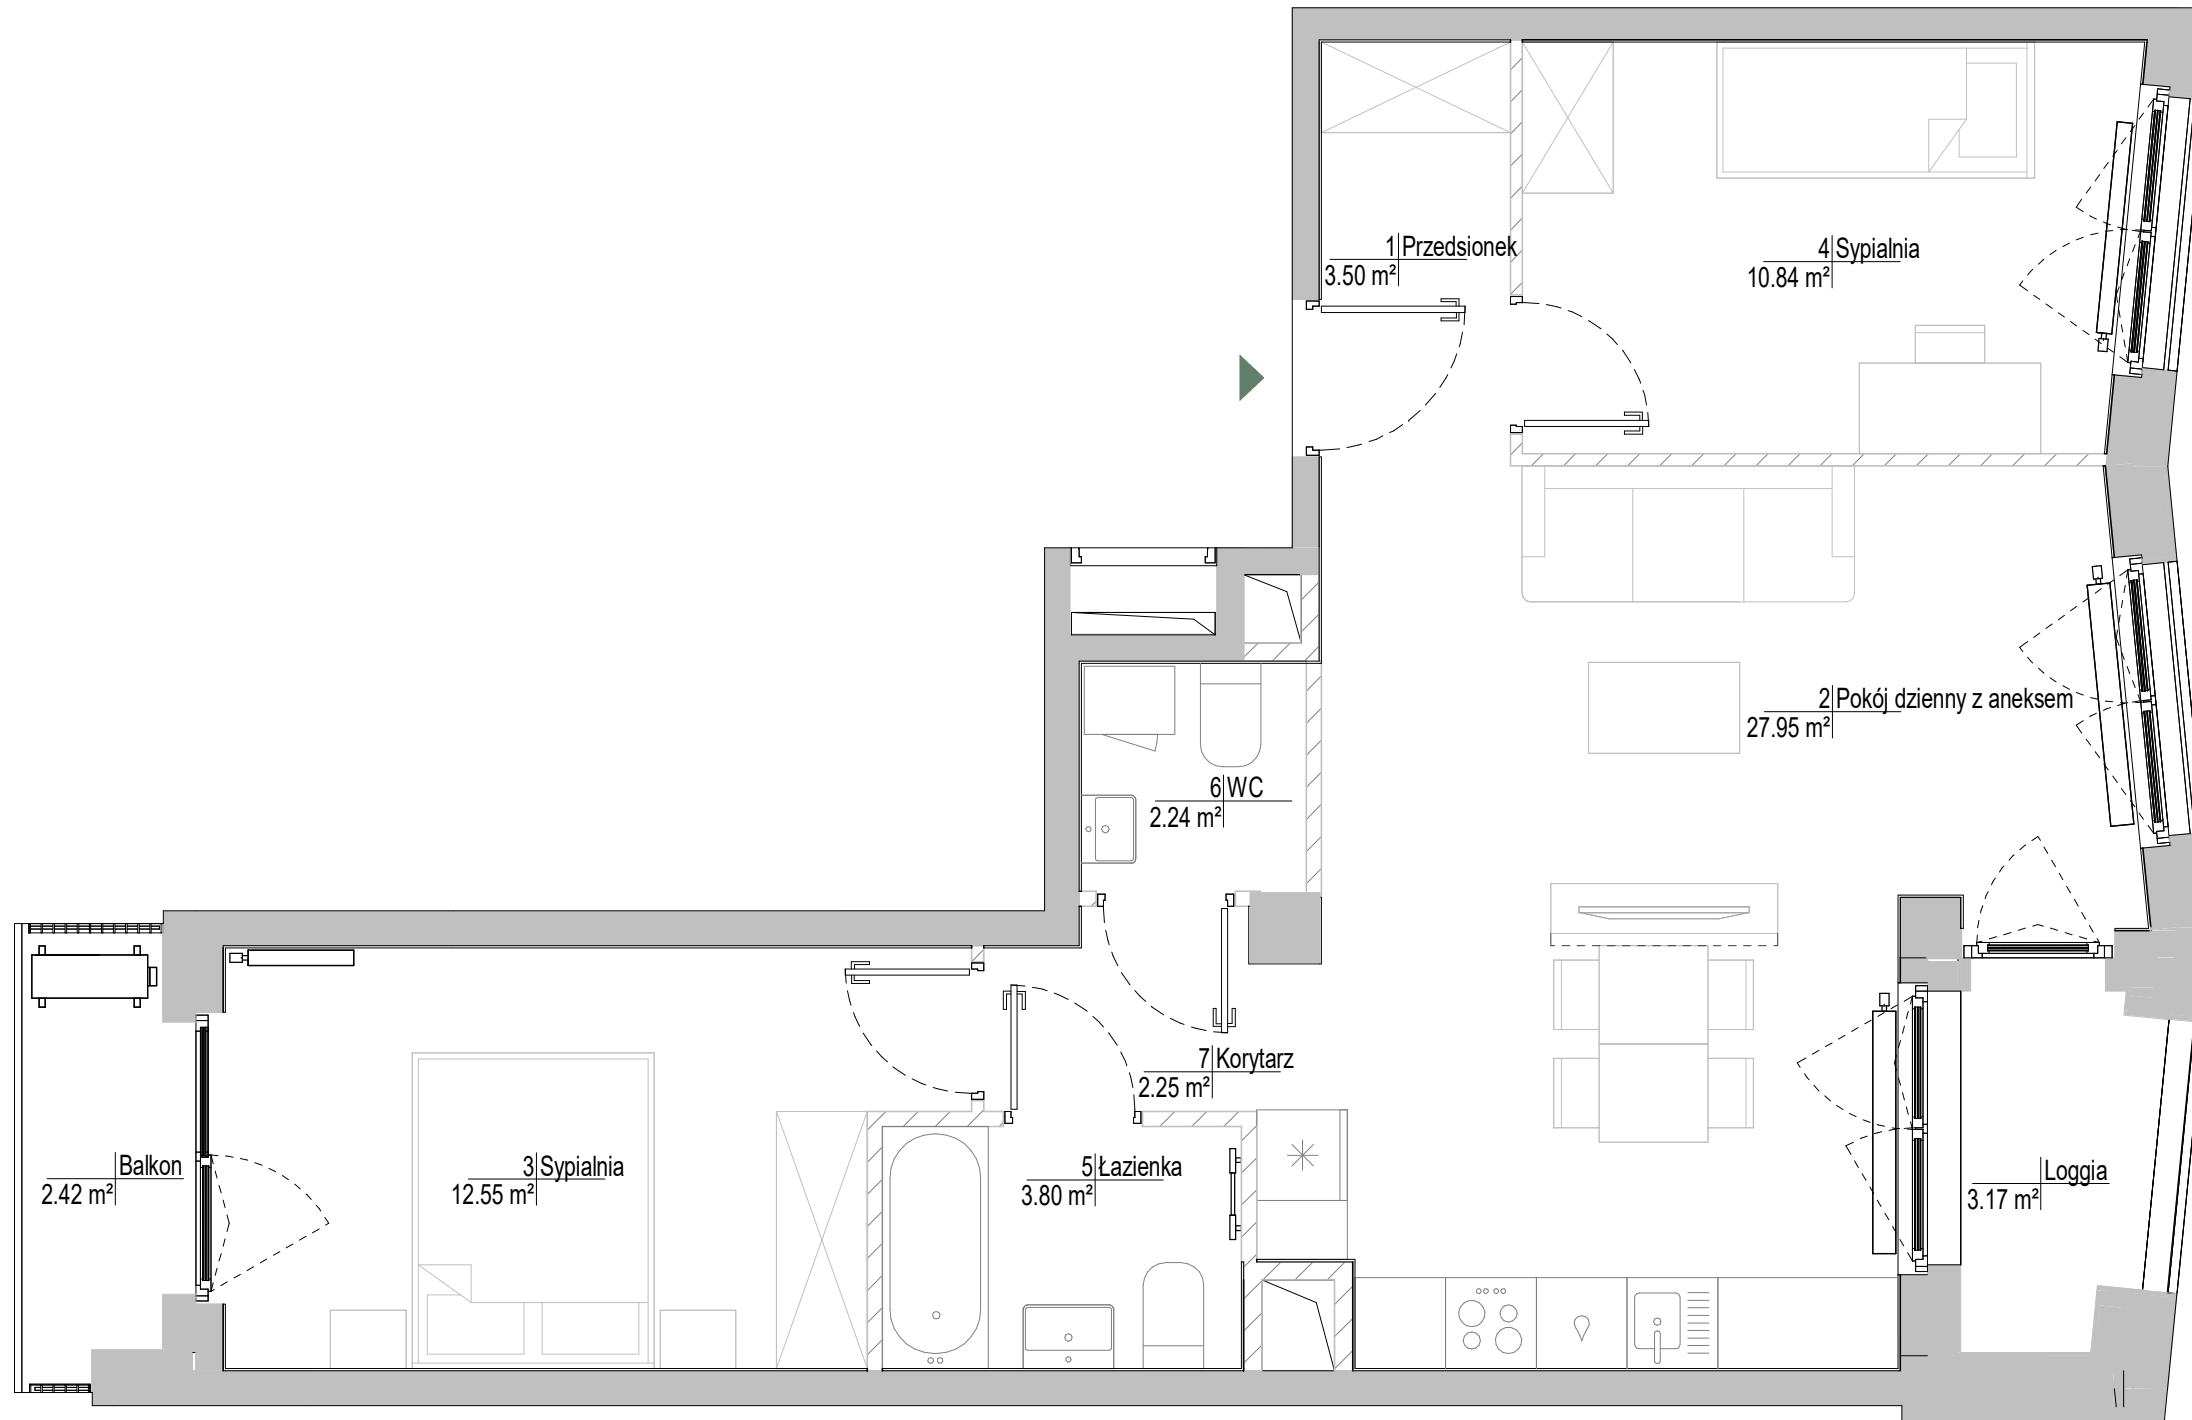 1 Przedsionek
3.50 m²
4 Sypialnia
10.84 m²
2 Pokój dzienny z aneksem
27.95 m²
6 WC
2.24 m²
7 Korytarz
2.25 m²
Balkon
2.42 m²
3 Sypialnia
12.55 m²
5 Łazienka
3.80 m²
Loggia
3.17 m²